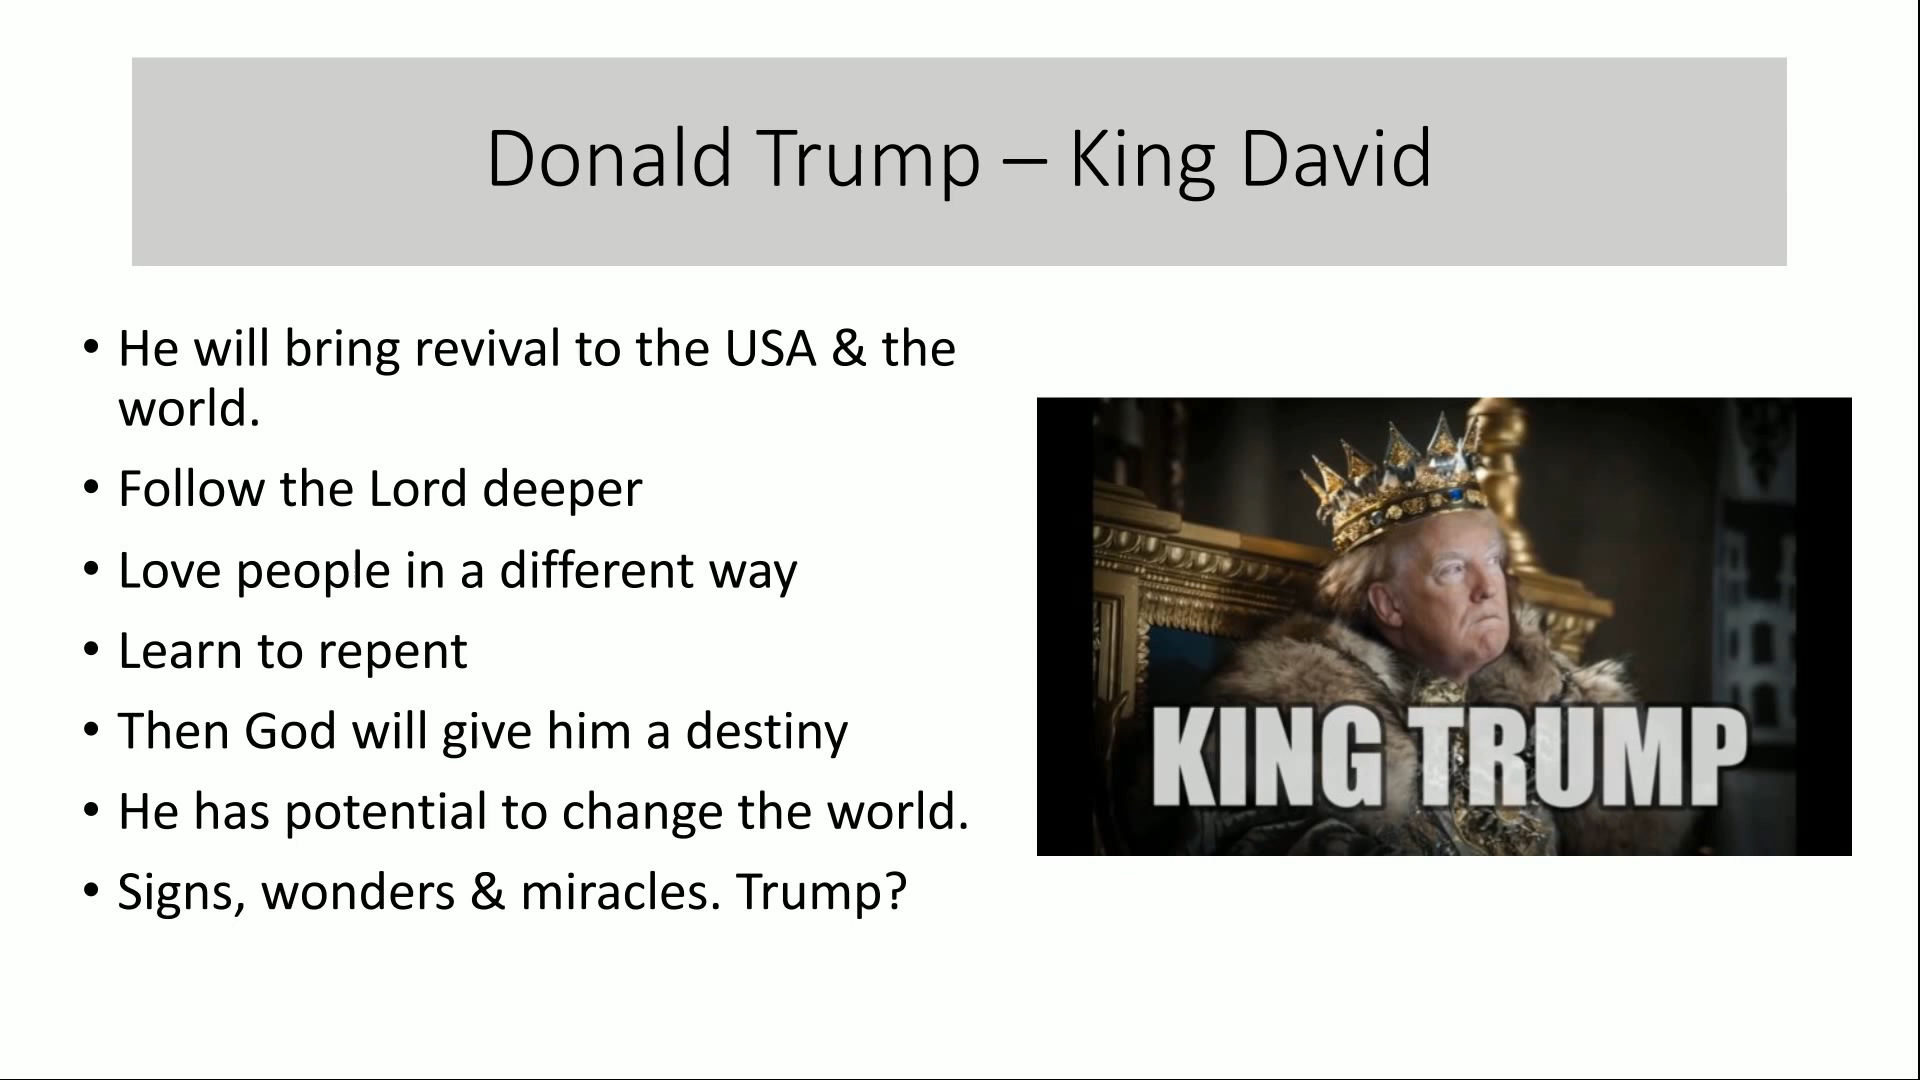 Donald Trump – King David
• He will bring revival to the USA & the
world.
• Follow the Lord deeper
• Love people in a different way
• Learn to repent
• Then God will give him a destiny
• He has potential to change the world.
• Signs, wonders & miracles. Trump?
KING TRUMP